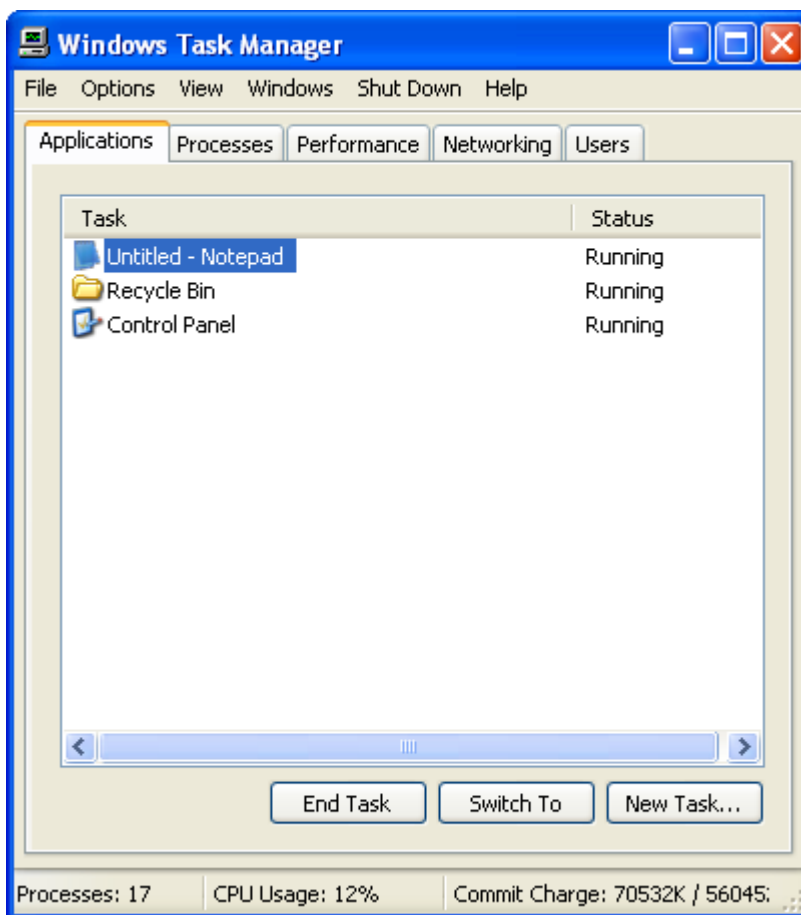 Windows Task Manager
File Options View Windows Shut Down Help
Applications Processes Performance Networking Users
Task Status
Untitled - Notepad Running
Recycle Bin Running
Control Panel Running
End Task Switch To New Task...
Processes: 17 CPU Usage: 12% Commit Charge: 70532K /